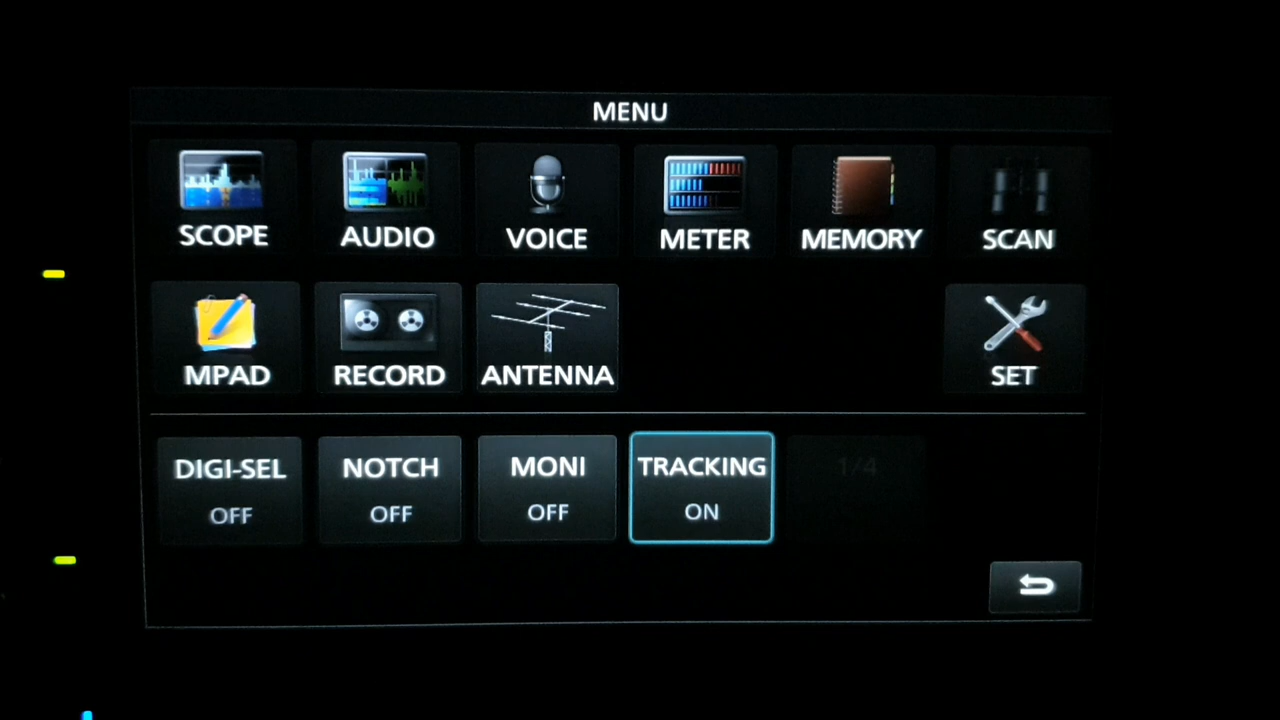 MENU
SCOPE AUDIO VOICE METER MEMORY SCAN
MPAD RECORD ANTENNA SET
DIGI-SEL NOTCH MONI TRACKING 1/4
OFF OFF OFF ON